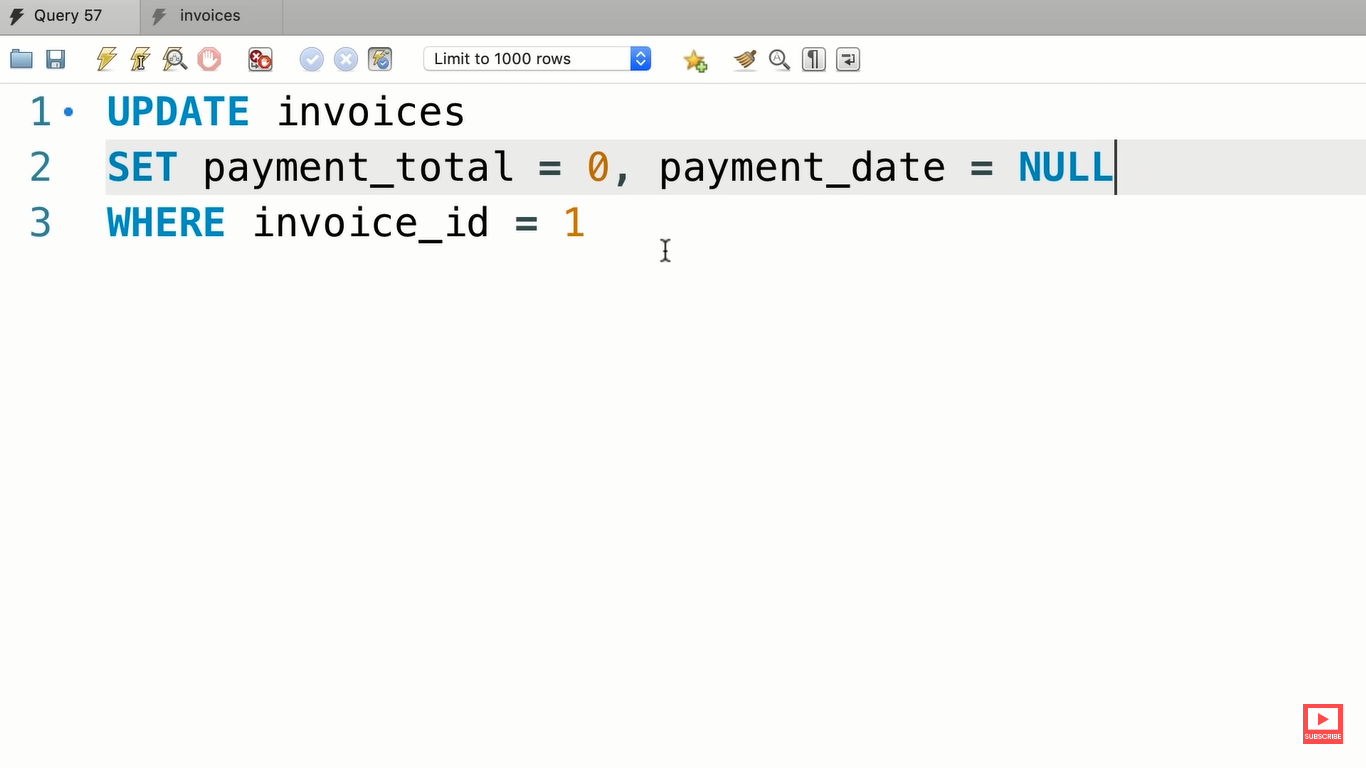 Query 57
invoices
Limit to 1000 rows
1 UPDATE invoices
2 SET payment_total = 0, payment_date = NULL
3 WHERE invoice_id = 1
SUBSCRIBE